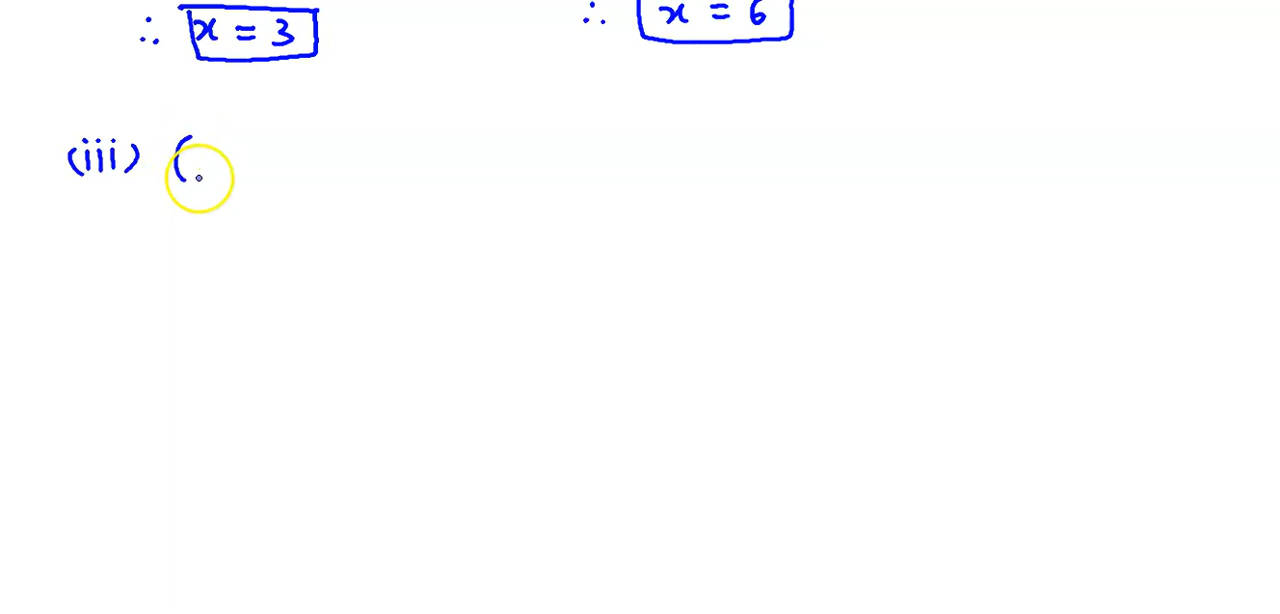 ∴ x = 3 ∴ x = 6
(iii) (